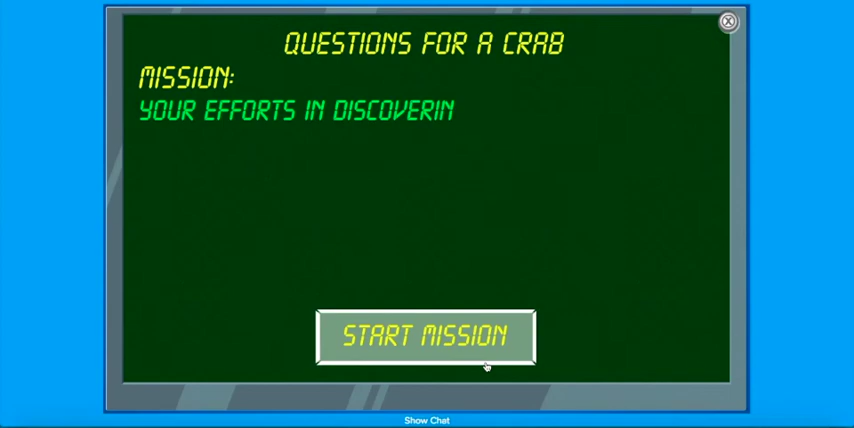 QUESTIONS FOR A CRAB
MISSION:
YOUR EFFORTS IN DISCOVERIN
START MISSION
Show Chat